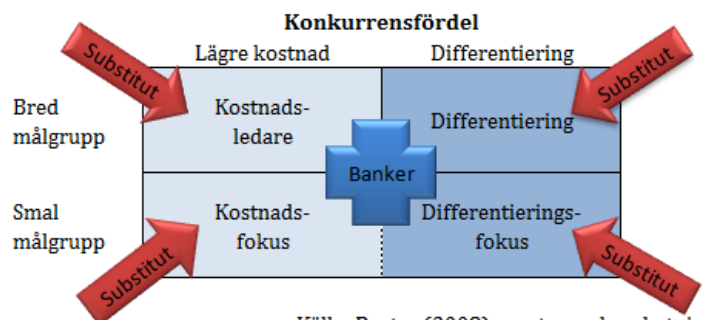 Konkurrensfördel
Lägre kostnad
Differentiering
Substitut
Substitut
Bred
målgrupp
Kostnads-
ledare
Differentiering
Banker
Smal
målgrupp
Kostnads-
fokus
Differentierings-
fokus
Substitut
Substitut